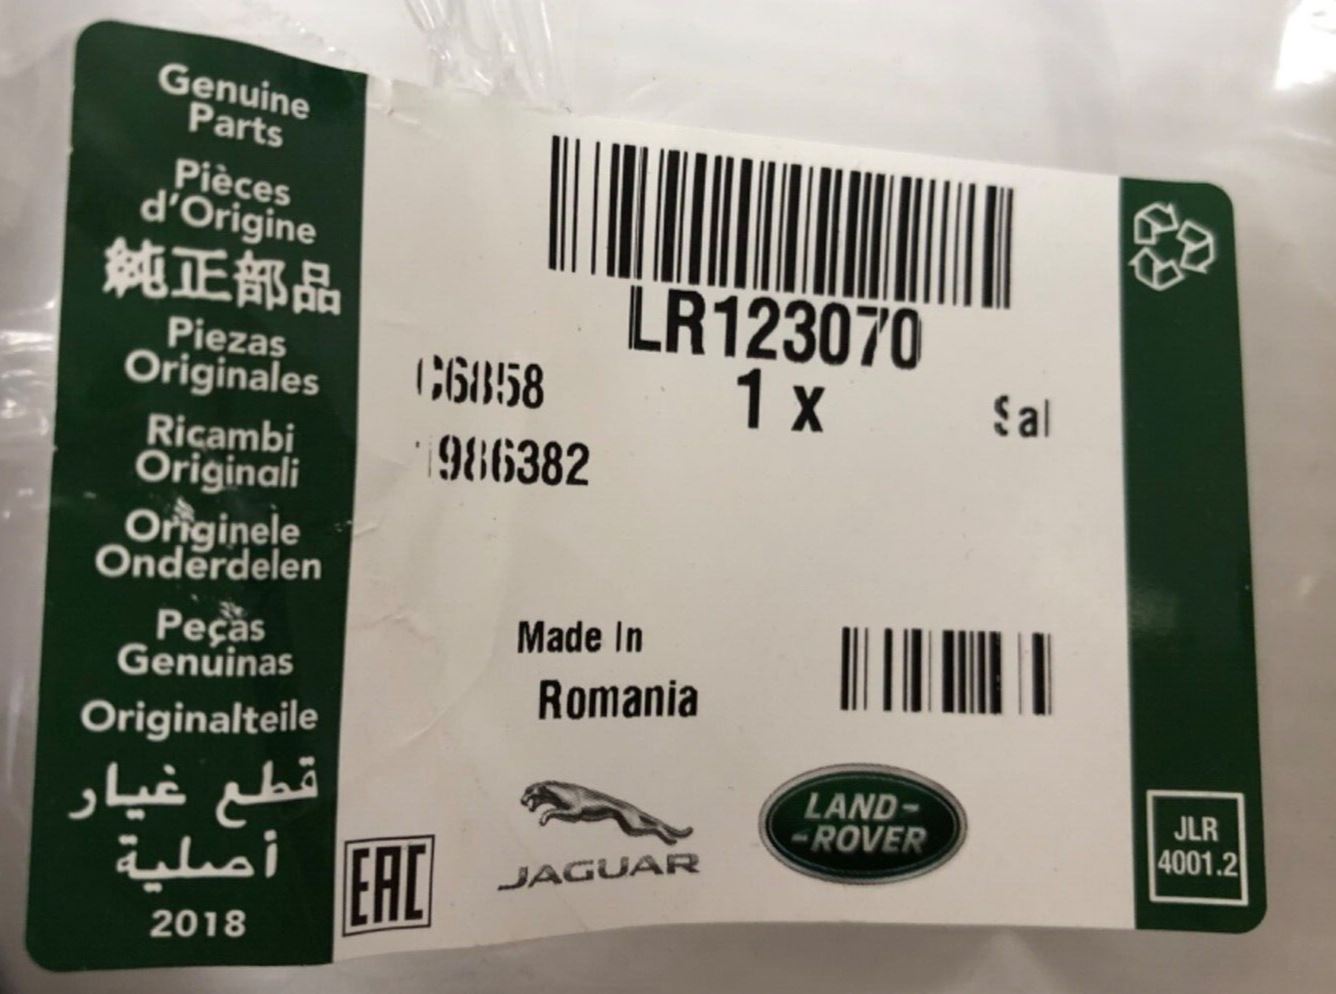 Genuine
Parts
Pièces
d'Origine
純正部品
Piezas
Originales
Ricambi
Originali
Originele
Onderdelen
Peças
Genuinas
Originalteile
قطع غيار
أصلية
2018
LR123070
C6858
1 x
Sal
986382
Made In
Romania
EAC
JAGUAR
LAND-
-ROVER
JLR
4001.2